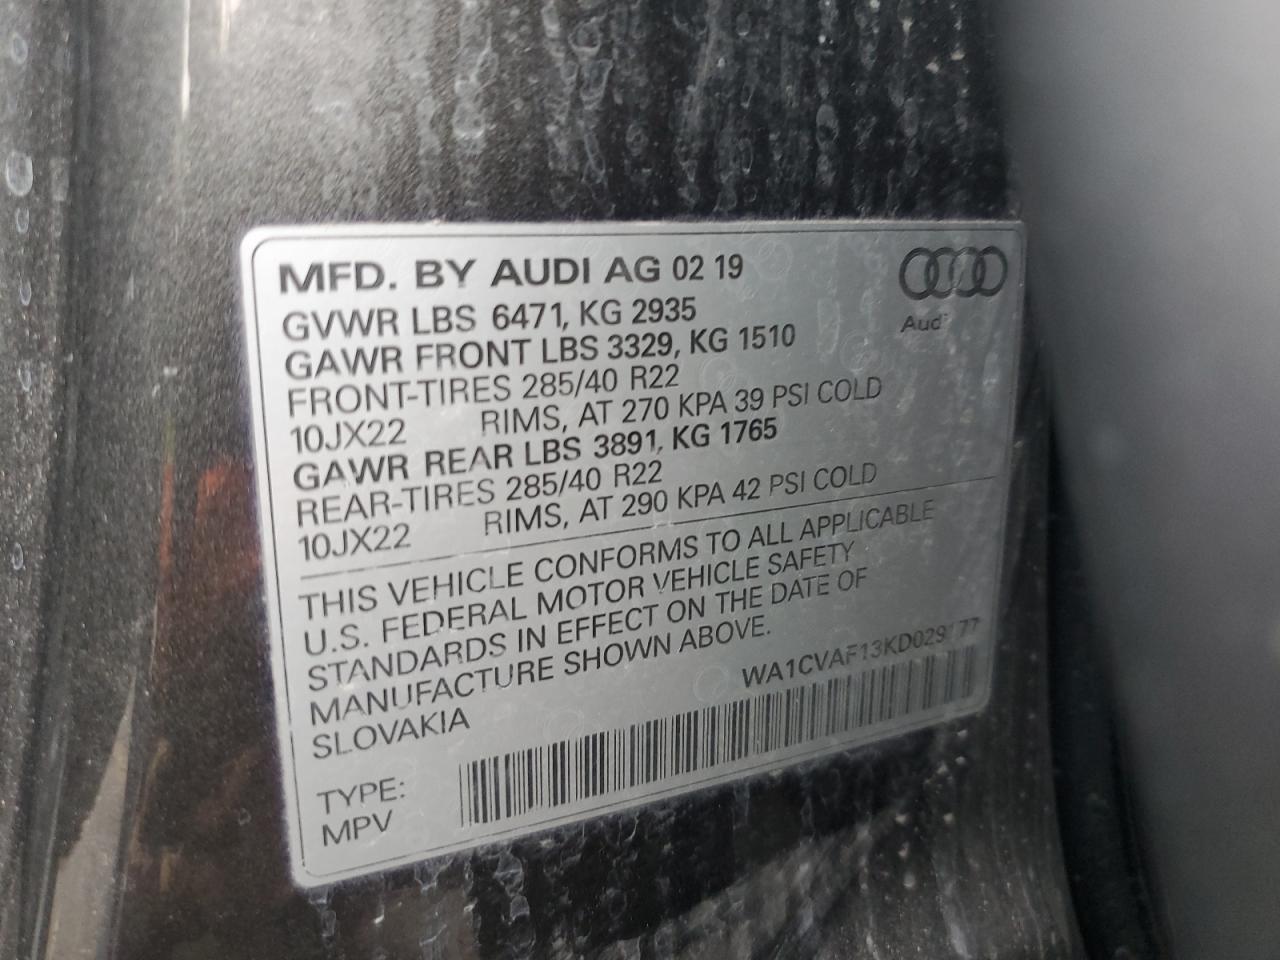 MFD. BY AUDI AG 02 19
GVWR LBS 6471, KG 2935
GAWR FRONT LBS 3329, KG 1510
FRONT-TIRES 285/40 R22
10JX22 RIMS, AT 270 KPA 39 PSI COLD
GAWR REAR LBS 3891, KG 1765
REAR-TIRES 285/40 R22
10JX22 RIMS, AT 290 KPA 42 PSI COLD
Audi
THIS VEHICLE CONFORMS TO ALL APPLICABLE
U.S. FEDERAL MOTOR VEHICLE SAFETY
STANDARDS IN EFFECT ON THE DATE OF
MANUFACTURE SHOWN ABOVE.
SLOVAKIA
TYPE:
MPV